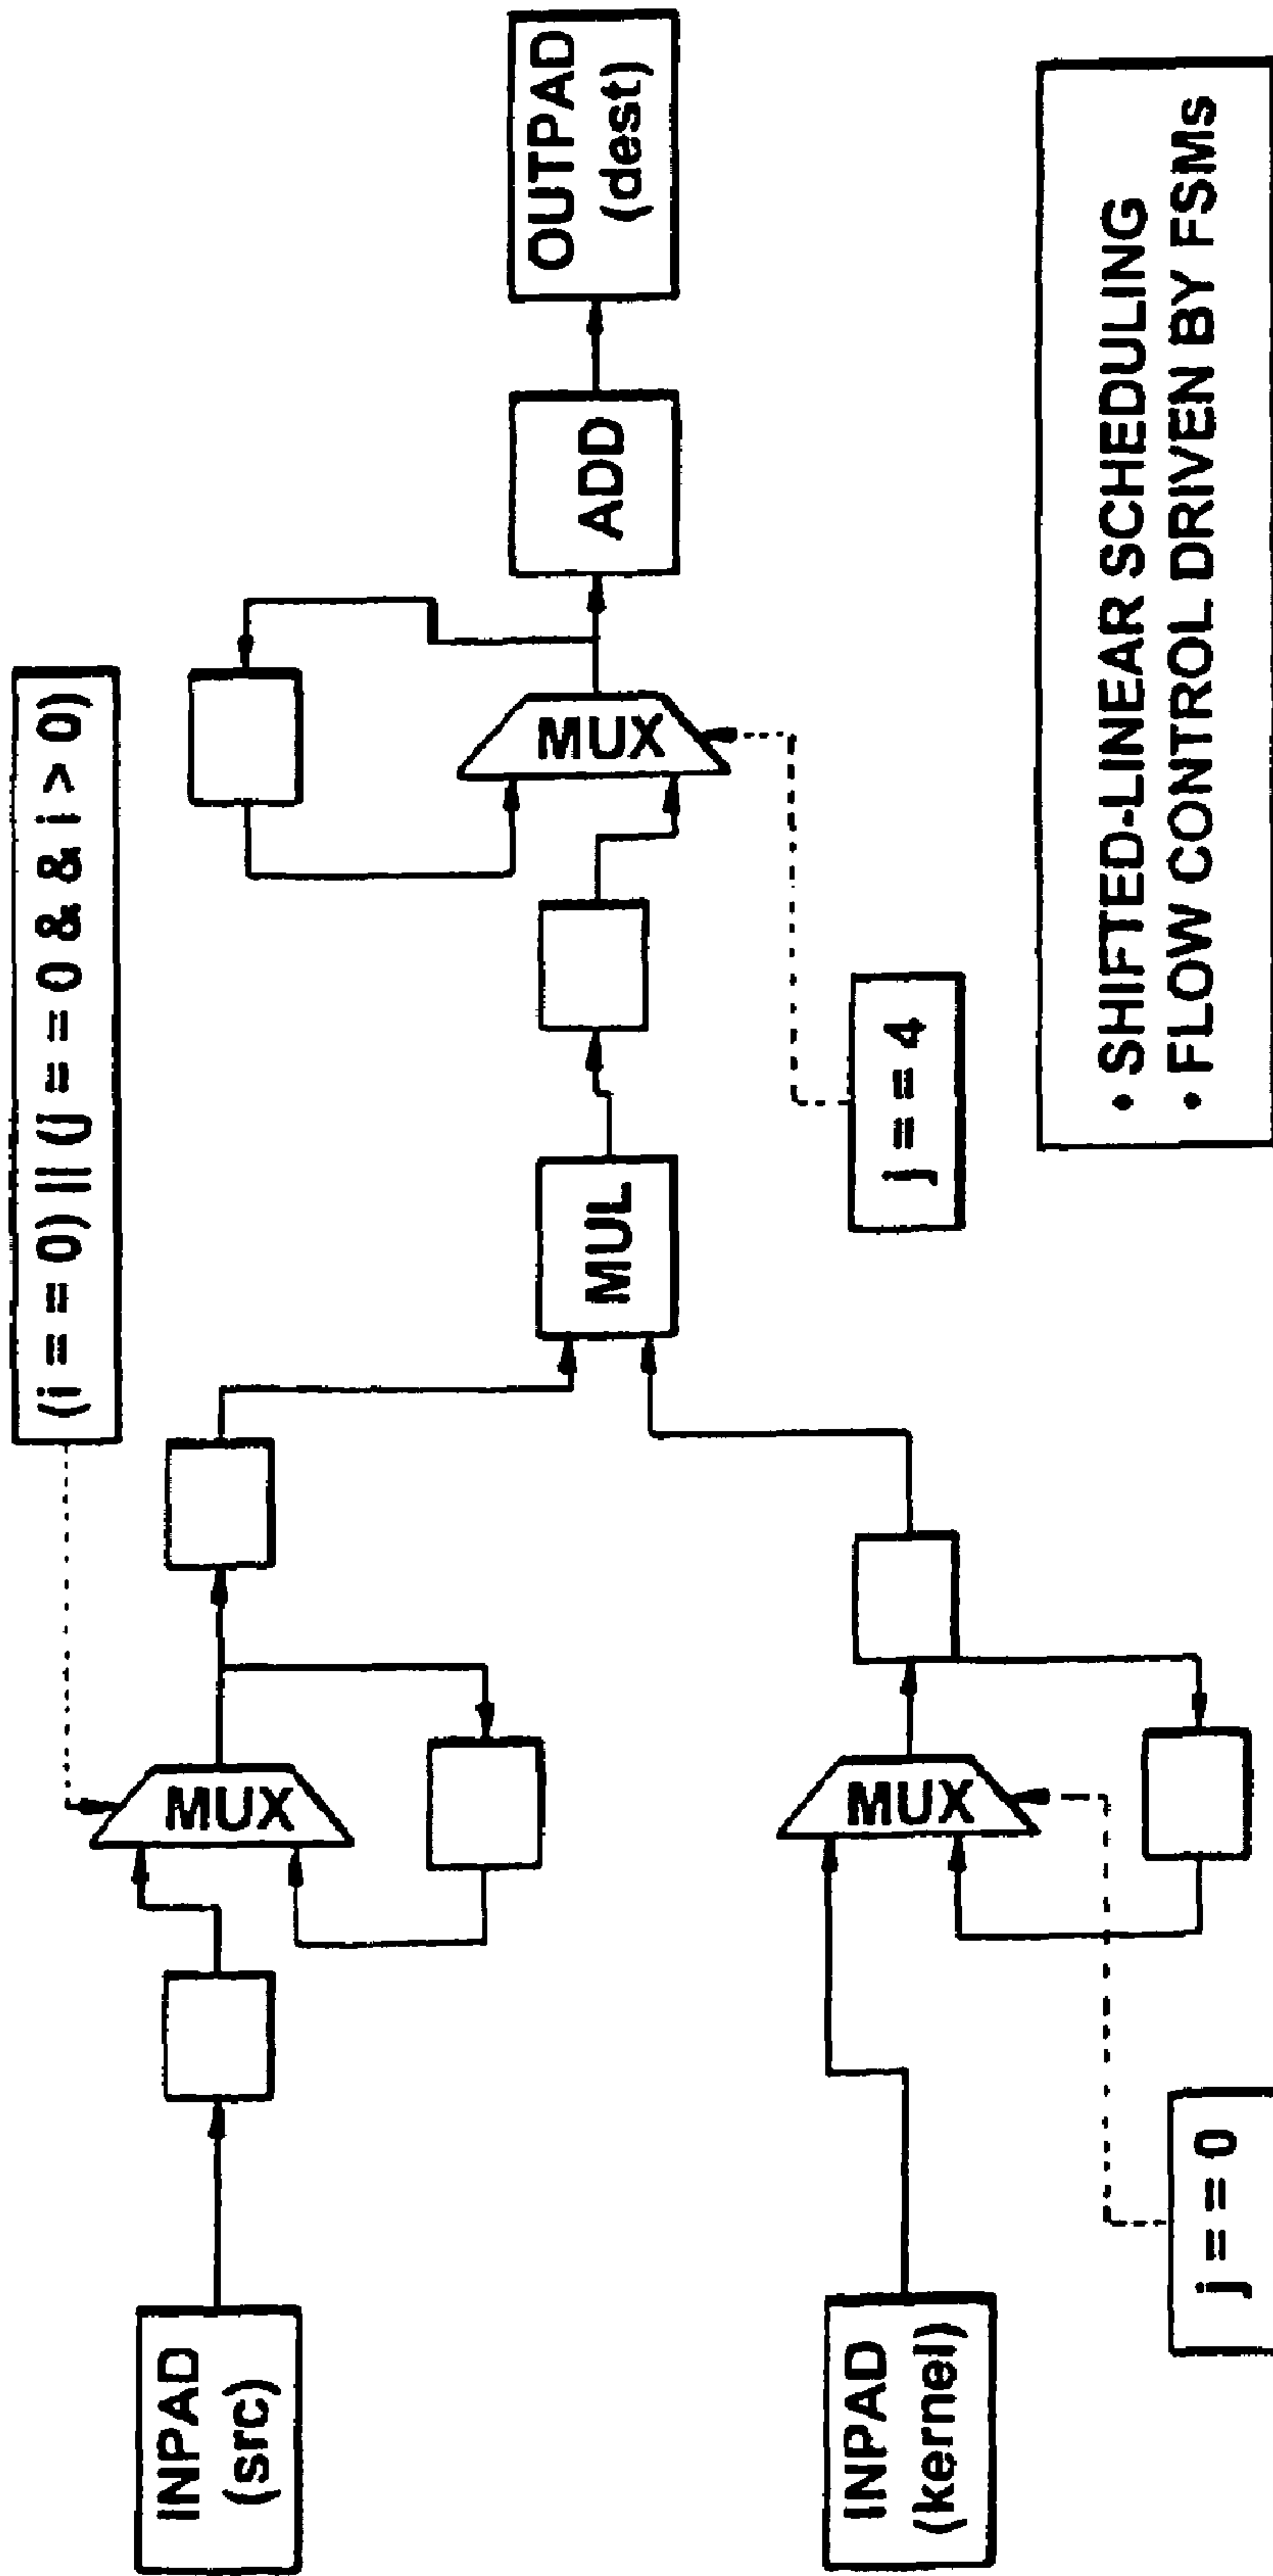 (i = = 0) || (j = = 0 & & i > 0)
INPAD
(src)
MUX
MUX
MUL
ADD
OUTPAD
(dest)
INPAD
(kernel)
MUX
j = = 4
j = = 0
• SHIFTED-LINEAR SCHEDULING
• FLOW CONTROL DRIVEN BY FSMs